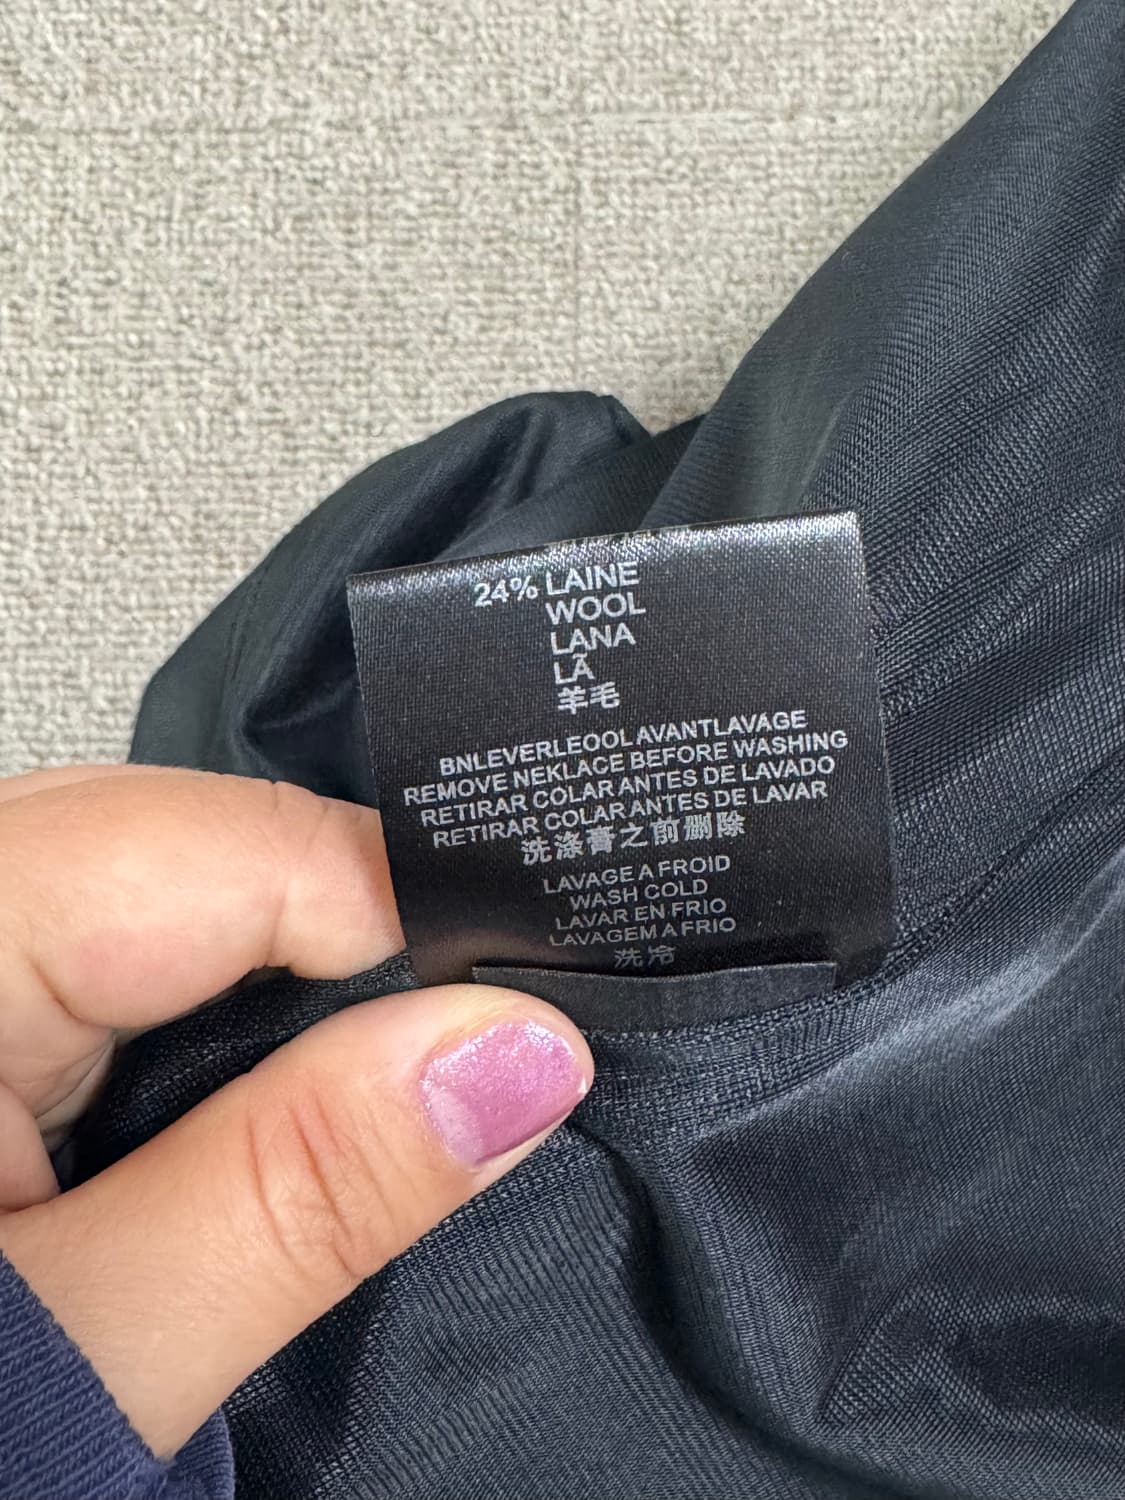 24% LAINE
WOOL
LANA
LÃ
羊毛
BNLEVERLEOOL AVANTLAVAGE
REMOVE NEKLACE BEFORE WASHING
RETIRAR COLAR ANTES DE LAVADO
RETIRAR COLAR ANTES DE LAVAR
洗涤膏之前删除
LAVAGE A FROID
WASH COLD
LAVAR EN FRIO
LAVAGEM A FRIO
洗冷